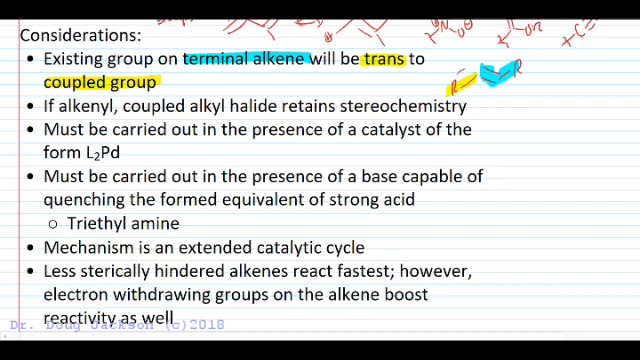 Considerations:
• Existing group on terminal alkene will be trans to
coupled group
• If alkenyl, coupled alkyl halide retains stereochemistry
• Must be carried out in the presence of a catalyst of the
form L₂Pd
• Must be carried out in the presence of a base capable of
quenching the formed equivalent of strong acid
○ Triethyl amine
• Mechanism is an extended catalytic cycle
• Less sterically hindered alkenes react fastest; however,
electron withdrawing groups on the alkene boost
reactivity as well
Dr. Doug Jackson (c)2018
R
R
OR